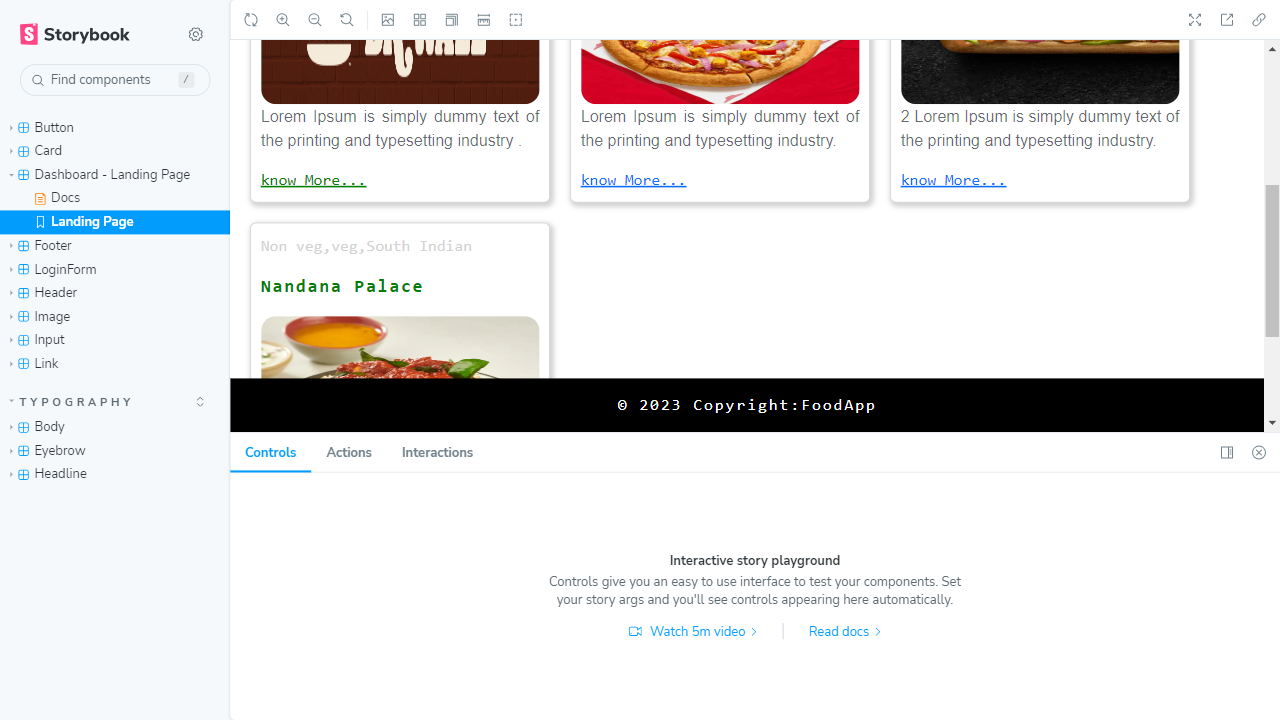 Storybook
Find components
/
Button
Card
Dashboard - Landing Page
Docs
Landing Page
Footer
LoginForm
Header
Image
Input
Link
TYPOGRAPHY
Body
Eyebrow
Headline
Lorem Ipsum is simply dummy text of
the printing and typesetting industry .
know More...
Lorem Ipsum is simply dummy text of
the printing and typesetting industry.
know More...
2 Lorem Ipsum is simply dummy text of
the printing and typesetting industry.
know More...
Non veg,veg,South Indian
Nandana Palace
© 2023 Copyright:FoodApp
Controls
Actions
Interactions
Interactive story playground
Controls give you an easy to use interface to test your components. Set
your story args and you'll see controls appearing here automatically.
Watch 5m video
Read docs